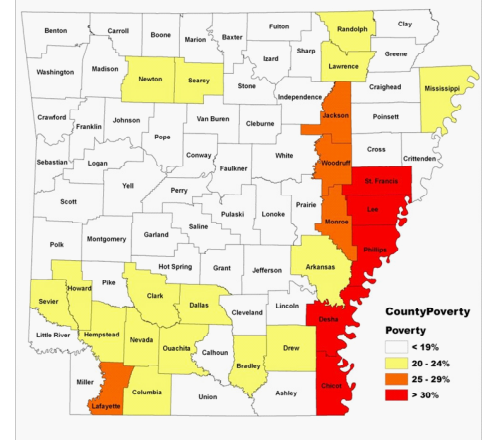 Benton
Carroll
Boone
Marion
Baxter
Fulton
Randolph
Clay
Sharp
Izard
Greene
Lawrence
Washington
Madison
Newton
Searcy
Stone
Independence
Jackson
Craighead
Mississippi
Poinsett
Crawford
Franklin
Johnson
Pope
Van Buren
Cleburne
White
Woodruff
Cross
Crittenden
Sebastian
Logan
Conway
Faulkner
St. Francis
Scott
Yell
Perry
Pulaski
Lonoke
Prairie
Lee
Monroe
Polk
Montgomery
Garland
Saline
Phillips
Hot Spring
Grant
Jefferson
Arkansas
Sevier
Howard
Pike
Clark
Dallas
Cleveland
Lincoln
Desha
Little River
Hempstead
Nevada
Ouachita
Calhoun
Bradley
Drew
Miller
Lafayette
Columbia
Union
Ashley
Chicot
CountyPoverty
Poverty
< 19%
20 - 24%
25 - 29%
> 30%